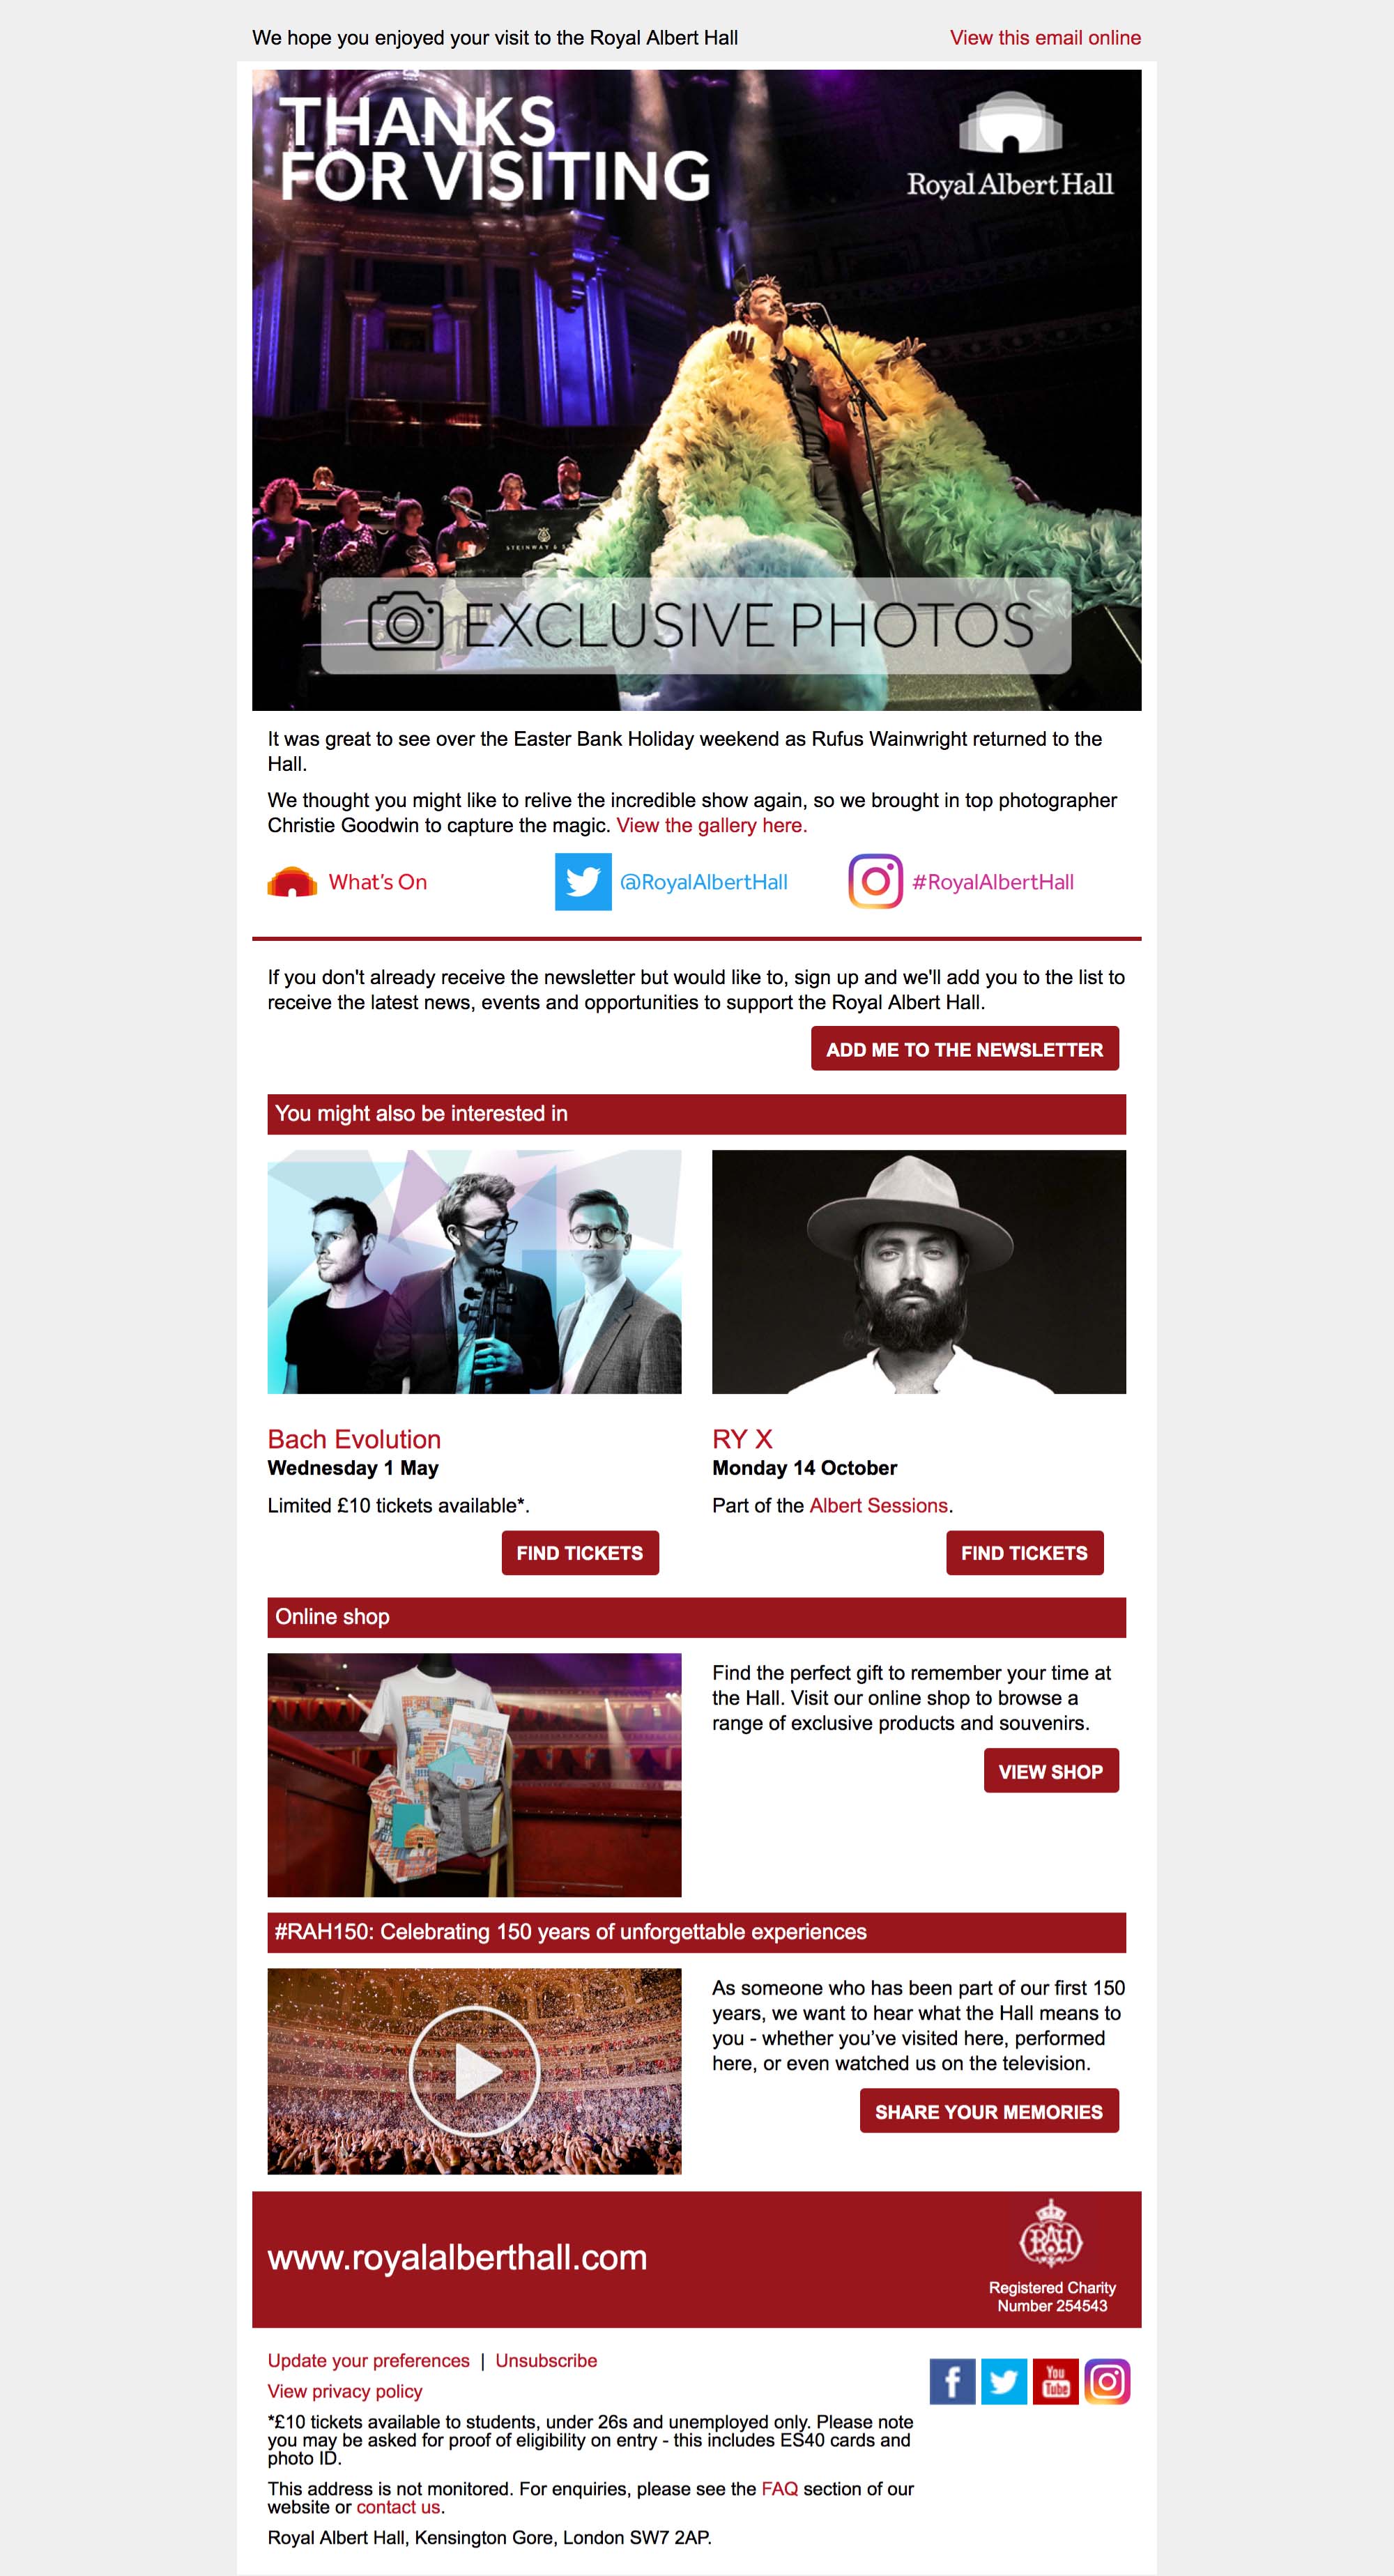 We hope you enjoyed your visit to the Royal Albert Hall
View this email online
THANKS
FOR VISITING
Royal Albert Hall
STEINWAY & S
EXCLUSIVE PHOTOS
It was great to see over the Easter Bank Holiday weekend as Rufus Wainwright returned to the
Hall.
We thought you might like to relive the incredible show again, so we brought in top photographer
Christie Goodwin to capture the magic. View the gallery here.
What's On
@RoyalAlbertHall
#RoyalAlbertHall
If you don't already receive the newsletter but would like to, sign up and we'll add you to the list to
receive the latest news, events and opportunities to support the Royal Albert Hall.
ADD ME TO THE NEWSLETTER
You might also be interested in
Bach Evolution
Wednesday 1 May
Limited £10 tickets available*.
FIND TICKETS
RY X
Monday 14 October
Part of the Albert Sessions.
FIND TICKETS
Online shop
Find the perfect gift to remember your time at
the Hall. Visit our online shop to browse a
range of exclusive products and souvenirs.
VIEW SHOP
#RAH150: Celebrating 150 years of unforgettable experiences
As someone who has been part of our first 150
years, we want to hear what the Hall means to
you - whether you've visited here, performed
here, or even watched us on the television.
SHARE YOUR MEMORIES
www.royalalberthall.com
RAH
Registered Charity
Number 254543
Update your preferences | Unsubscribe
View privacy policy
f
You
Tube
*£10 tickets available to students, under 26s and unemployed only. Please note
you may be asked for proof of eligibility on entry - this includes ES40 cards and
photo ID.
This address is not monitored. For enquiries, please see the FAQ section of our
website or contact us.
Royal Albert Hall, Kensington Gore, London SW7 2AP.